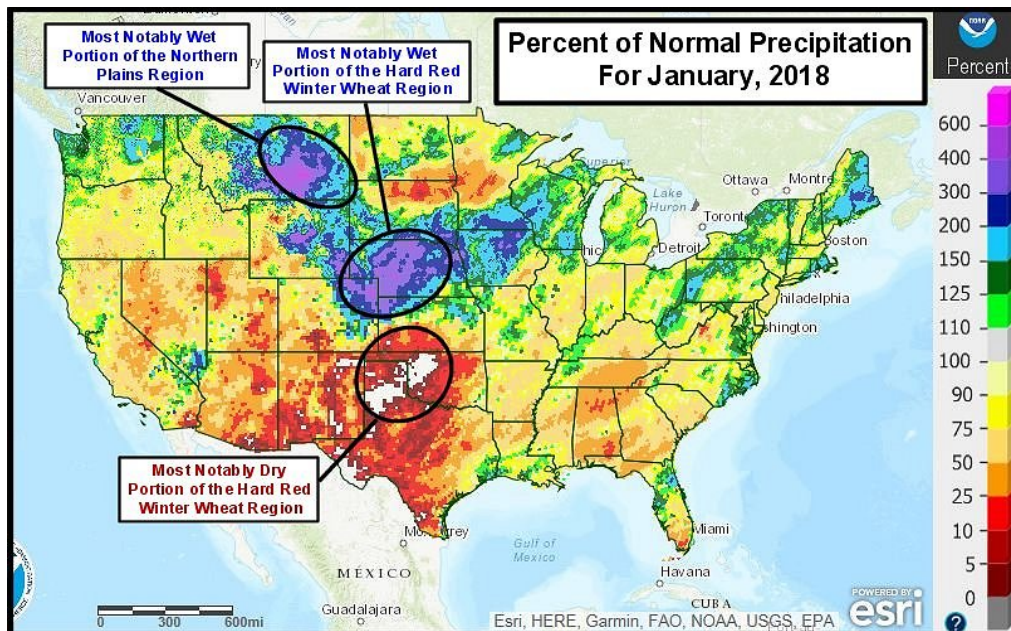 Most Notably Wet
Portion of the Northern
Plains Region
Most Notably Wet
Portion of the Hard Red
Winter Wheat Region
Percent of Normal Precipitation
For January, 2018
NOAA
Percent
600
400
300
200
150
125
110
100
90
75
50
25
10
5
0
Vancouver
Superior
Ottawa
Montre
Lake
Huron
Toront
Detroit
Boston
hic
hiladelphia
shington
Most Notably Dry
Portion of the Hard Red
Winter Wheat Region
Miami
Gulf of
Mexico
Havana
MÉXICO
CUBA
Guadalajara
0 300 600mi
POWERED BY
esri
Esri, HERE, Garmin, FAO, NOAA, USGS, EPA
?